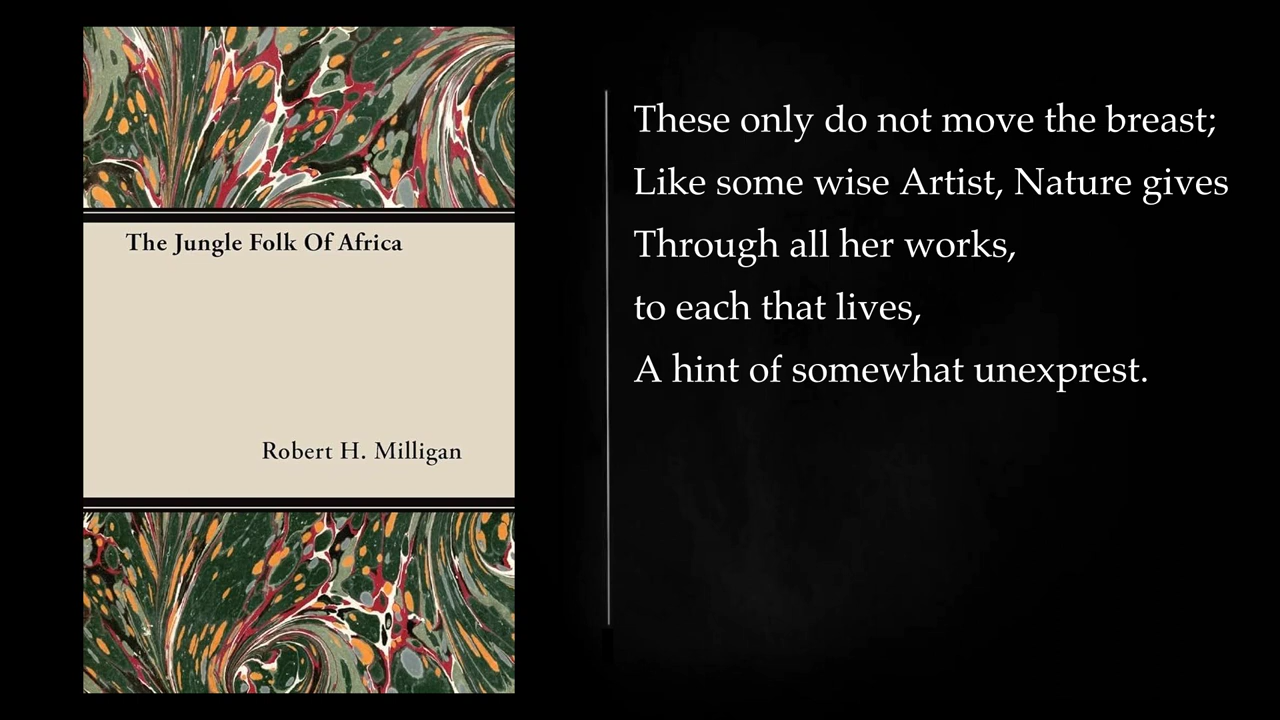 The Jungle Folk Of Africa
Robert H. Milligan
These only do not move the breast;
Like some wise Artist, Nature gives
Through all her works,
to each that lives,
A hint of somewhat unexprest.